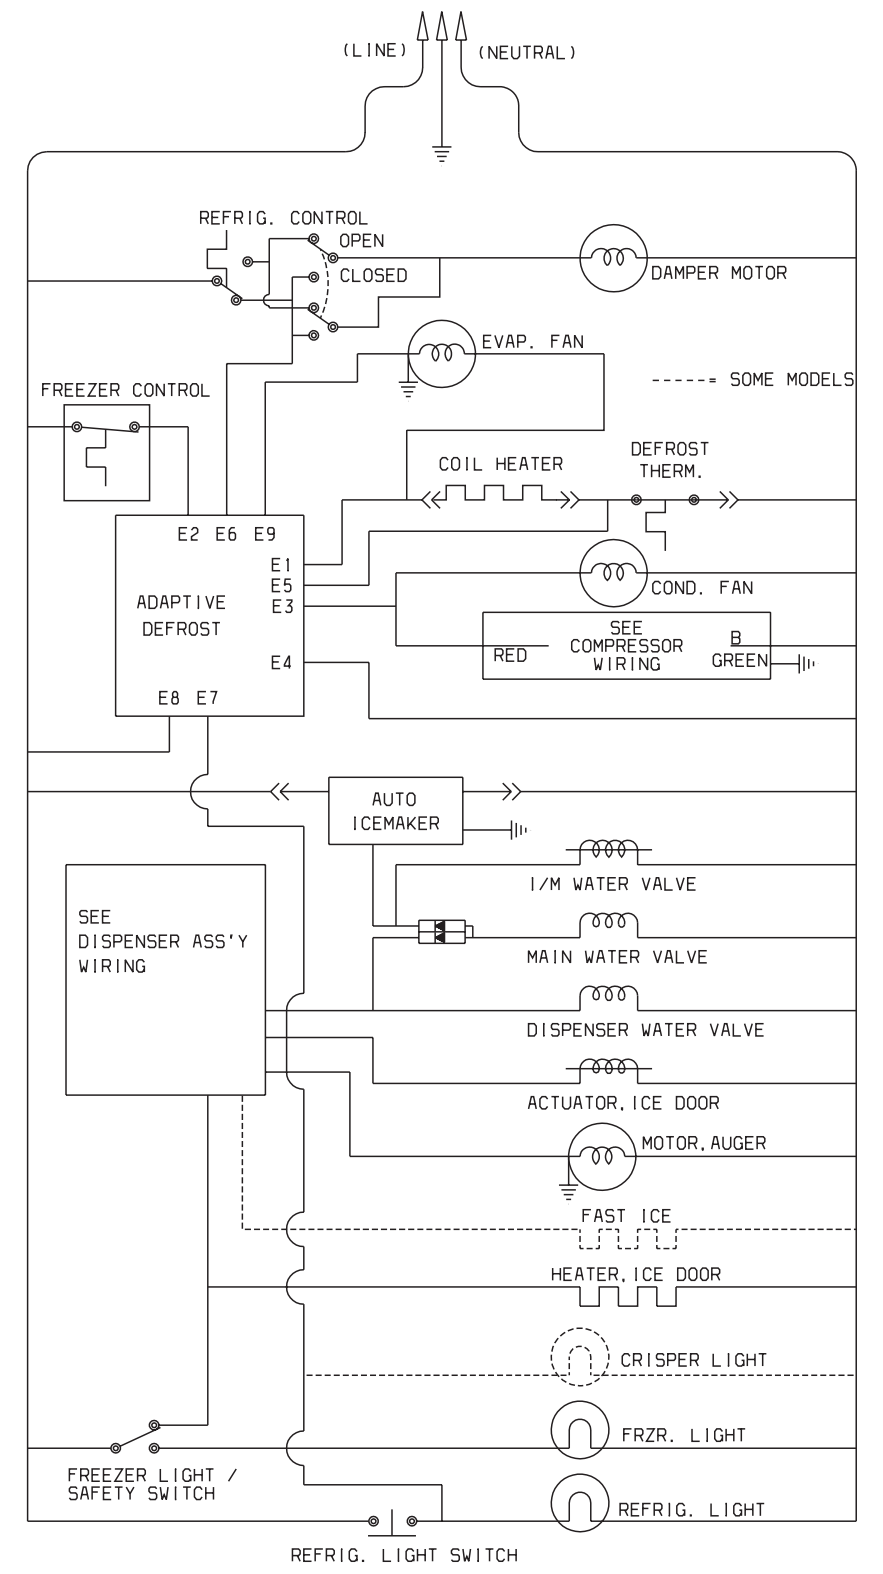 (LINE)
(NEUTRAL)
REFRIG. CONTROL
OPEN
CLOSED
DAMPER MOTOR
EVAP. FAN
----= SOME MODELS
FREEZER CONTROL
COIL HEATER
DEFROST
THERM.
E2 E6 E9
E1
E5
E3
E4
E8 E7
ADAPTIVE
DEFROST
COND. FAN
SEE
COMPRESSOR
WIRING
RED
B
GREEN
AUTO
ICEMAKER
I/M WATER VALVE
SEE
DISPENSER ASS'Y
WIRING
MAIN WATER VALVE
DISPENSER WATER VALVE
ACTUATOR, ICE DOOR
MOTOR, AUGER
FAST ICE
HEATER, ICE DOOR
CRISPER LIGHT
FRZR. LIGHT
FREEZER LIGHT /
SAFETY SWITCH
REFRIG. LIGHT
REFRIG. LIGHT SWITCH